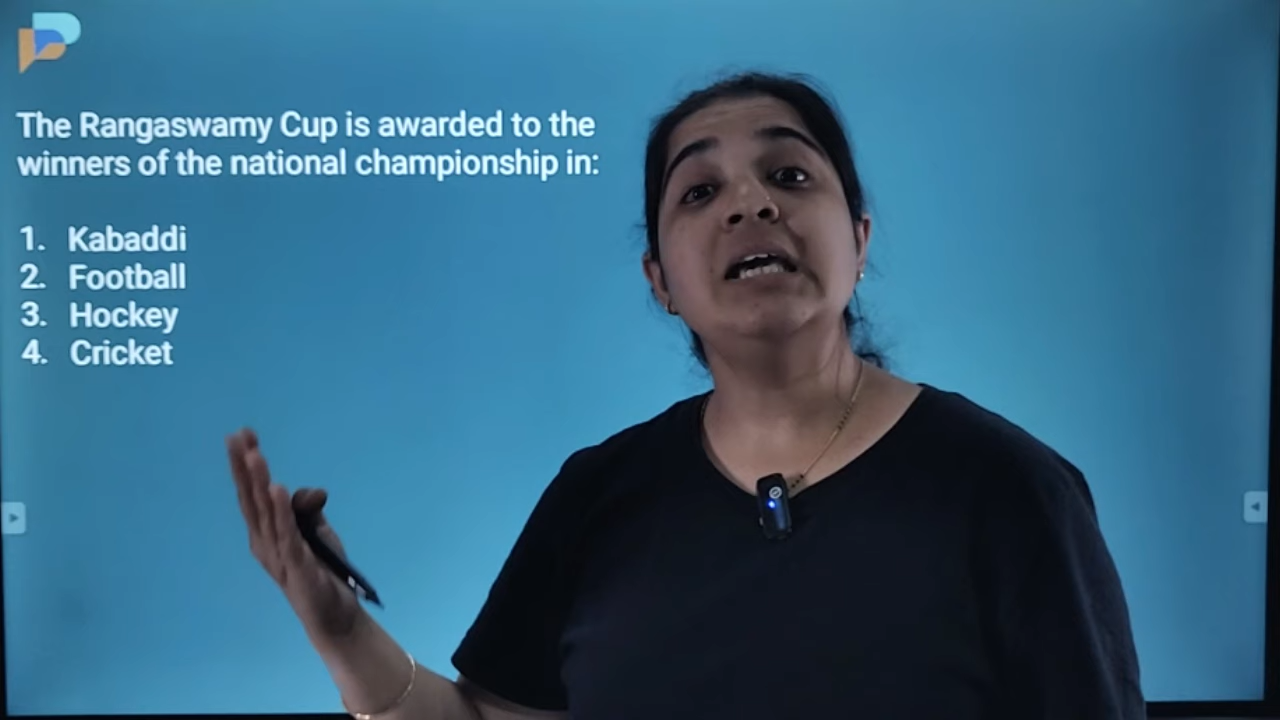 The Rangaswamy Cup is awarded to the
winners of the national championship in:
1. Kabaddi
2. Football
3. Hockey
4. Cricket